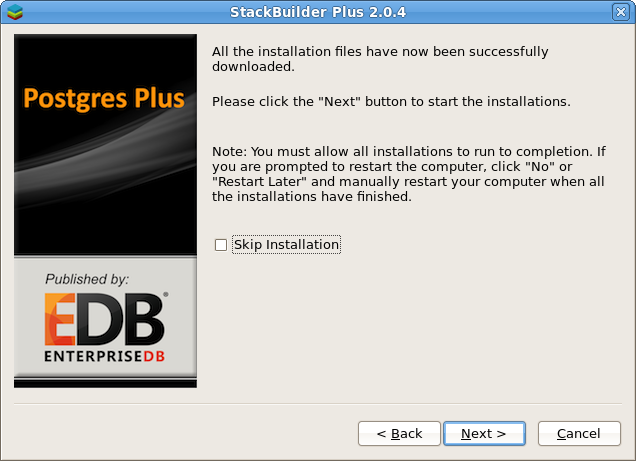 StackBuilder Plus 2.0.4
Postgres Plus
Published by:
EDB®
ENTERPRISEDB
All the installation files have now been successfully
downloaded.
Please click the "Next" button to start the installations.
Note: You must allow all installations to run to completion. If
you are prompted to restart the computer, click "No" or
"Restart Later" and manually restart your computer when all
the installations have finished.
Skip Installation
< Back
Next >
Cancel